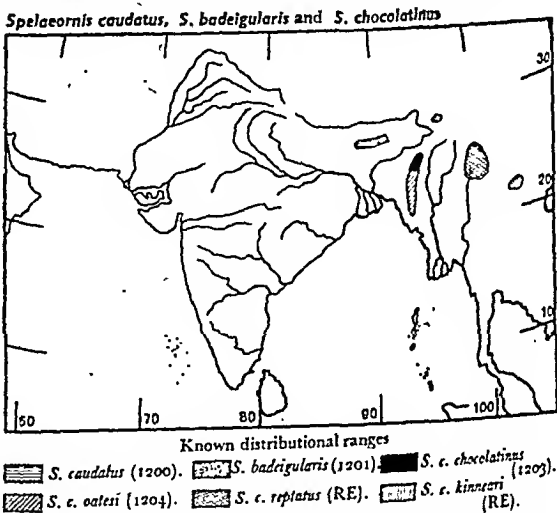 Spelaeornis caudatus, S. badeigularis and S. chocolatinus
30
20
10
50
70
80
90
100
Known distributional ranges
S. caudatus (1200). S. badeigularis (1201). S. c. chocolatinus (1203).
S. c. oatesi (1204). S. c. reptatus (RE). S. c. kinneari (RE).